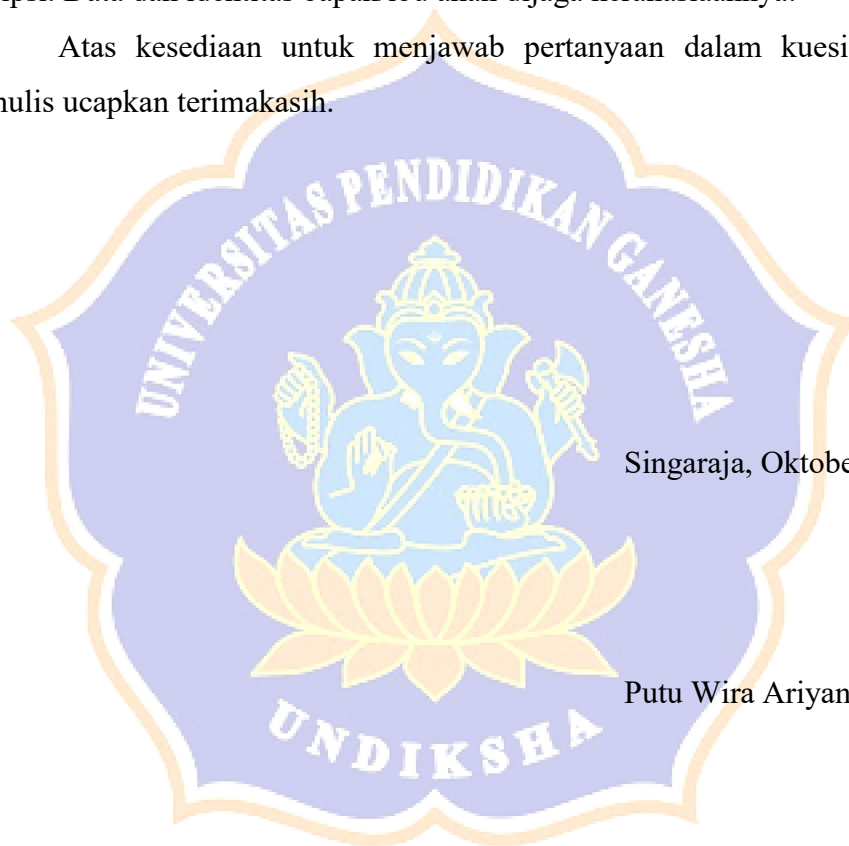 Atas kesediaan untuk menjawab pertanyaan dalam kuesi
nulis ucapkan terimakasih.
UNIVERSITAS PENDIDIKAN GANESHA
Singaraja, Oktobe
Putu Wira Ariyan
UNDIKSHA